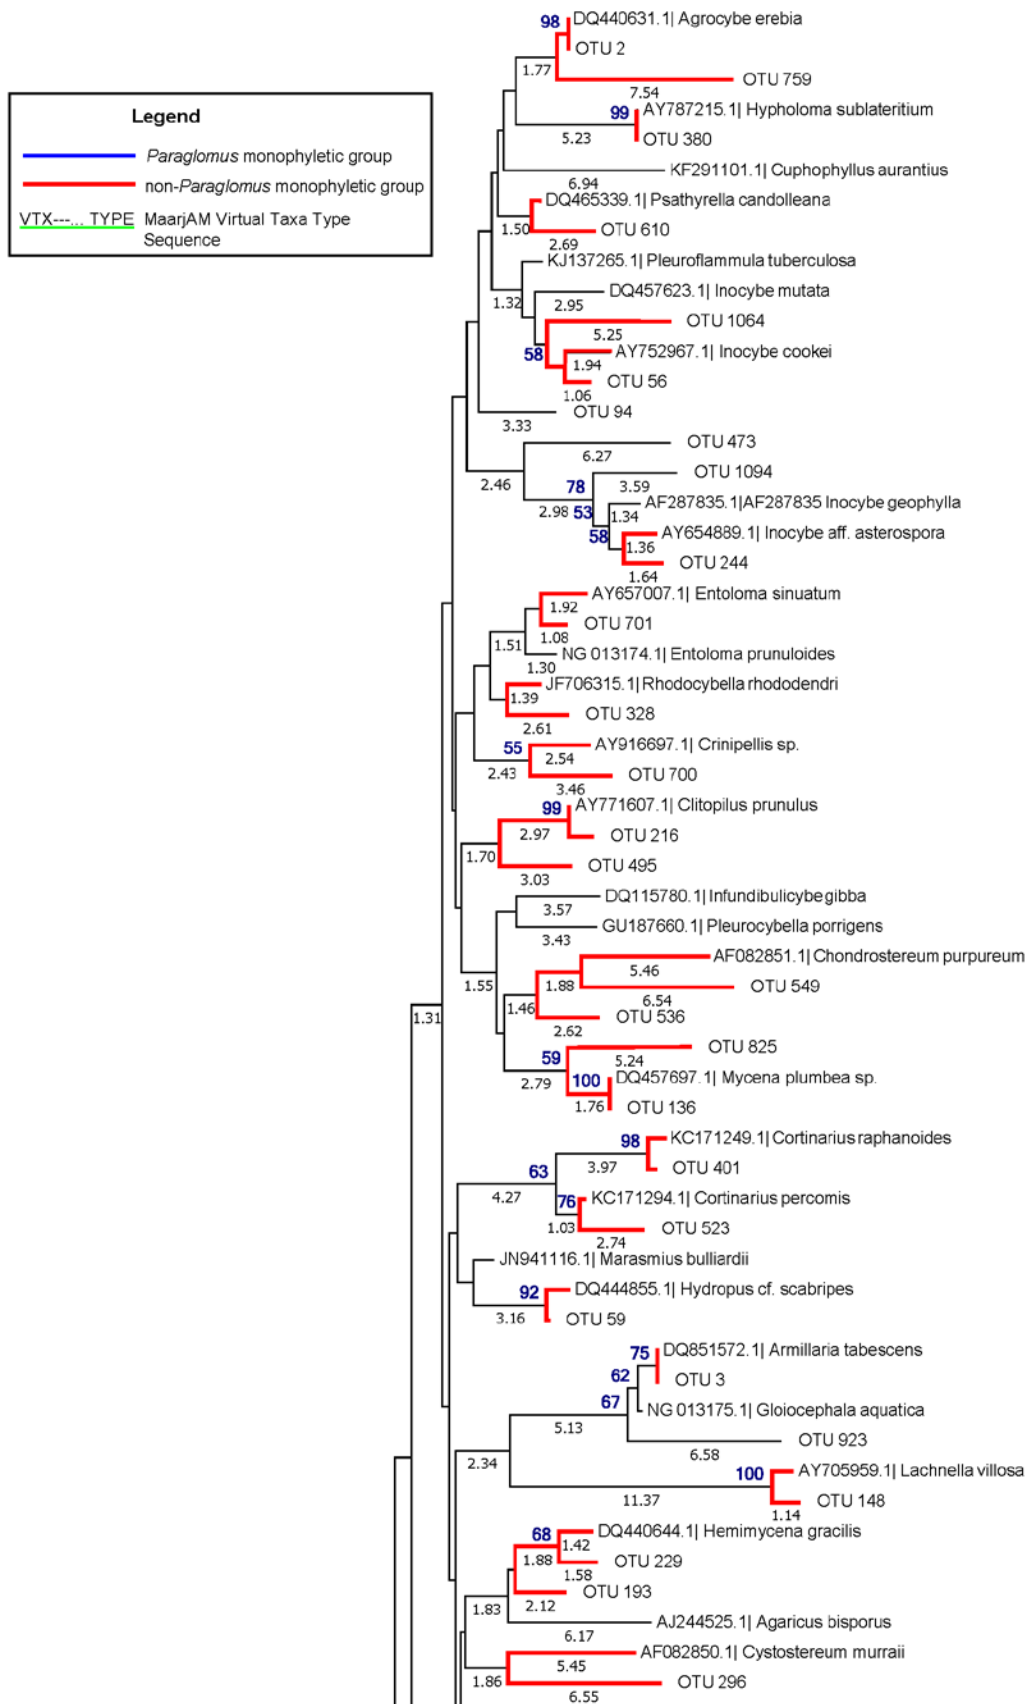 Legend
Paraglomus monophyletic group
non-Paraglomus monophyletic group
VTX---... TYPE MaarjAM Virtual Taxa Type
Sequence
98 DQ440631.1| Agrocybe erebia
OTU 2
1.77
OTU 759
7.54
99 AY787215.1| Hypholoma sublateritium
5.23 OTU 380
KF291101.1| Cuphophyllus aurantius
6.94
DQ465339.1| Psathyrella candolleana
1.50 OTU 610
2.69
KJ137265.1| Pleuroflammula tuberculosa
1.32 DQ457623.1| Inocybe mutata
2.95
OTU 1064
5.25
58 AY752967.1| Inocybe cookei
1.94
OTU 56
1.06
OTU 94
3.33
OTU 473
6.27
2.46 78 OTU 1094
3.59
2.98 53 AF287835.1|AF287835 Inocybe geophylla
1.34
58 AY654889.1| Inocybe aff. asterospora
1.36
OTU 244
1.64
AY657007.1| Entoloma sinuatum
1.92
OTU 701
1.08
1.51 NG 013174.1| Entoloma prunuloides
1.30
JF706315.1| Rhodocybella rhododendri
1.39
OTU 328
2.61
55 AY916697.1| Crinipellis sp.
2.54
2.43 OTU 700
3.46
99 AY771607.1| Clitopilus prunulus
2.97 OTU 216
1.70
OTU 495
3.03
DQ115780.1| Infundibulicybe gibba
3.57
GU187660.1| Pleurocybella porrigens
3.43
AF082851.1| Chondrostereum purpureum
5.46
1.55 1.88 OTU 549
6.54
1.46 OTU 536
2.62
1.31
OTU 825
59 5.24
2.79 100 DQ457697.1| Mycena plumbea sp.
1.76 OTU 136
98 KC171249.1| Cortinarius raphanoides
3.97 OTU 401
63
4.27 76 KC171294.1| Cortinarius percomis
1.03 OTU 523
2.74
JN941116.1| Marasmius bulliardii
92 DQ444855.1| Hydropus cf. scabripes
3.16 OTU 59
75 DQ851572.1| Armillaria tabescens
62 OTU 3
67 NG 013175.1| Gloiocephala aquatica
5.13
OTU 923
6.58
2.34
100 AY705959.1| Lachnella villosa
11.37 OTU 148
1.14
68 DQ440644.1| Hemimycena gracilis
1.42
1.88 OTU 229
1.58
OTU 193
2.12
1.83
AJ244525.1| Agaricus bisporus
6.17
AF082850.1| Cystostereum murraii
5.45
1.86 OTU 296
6.55